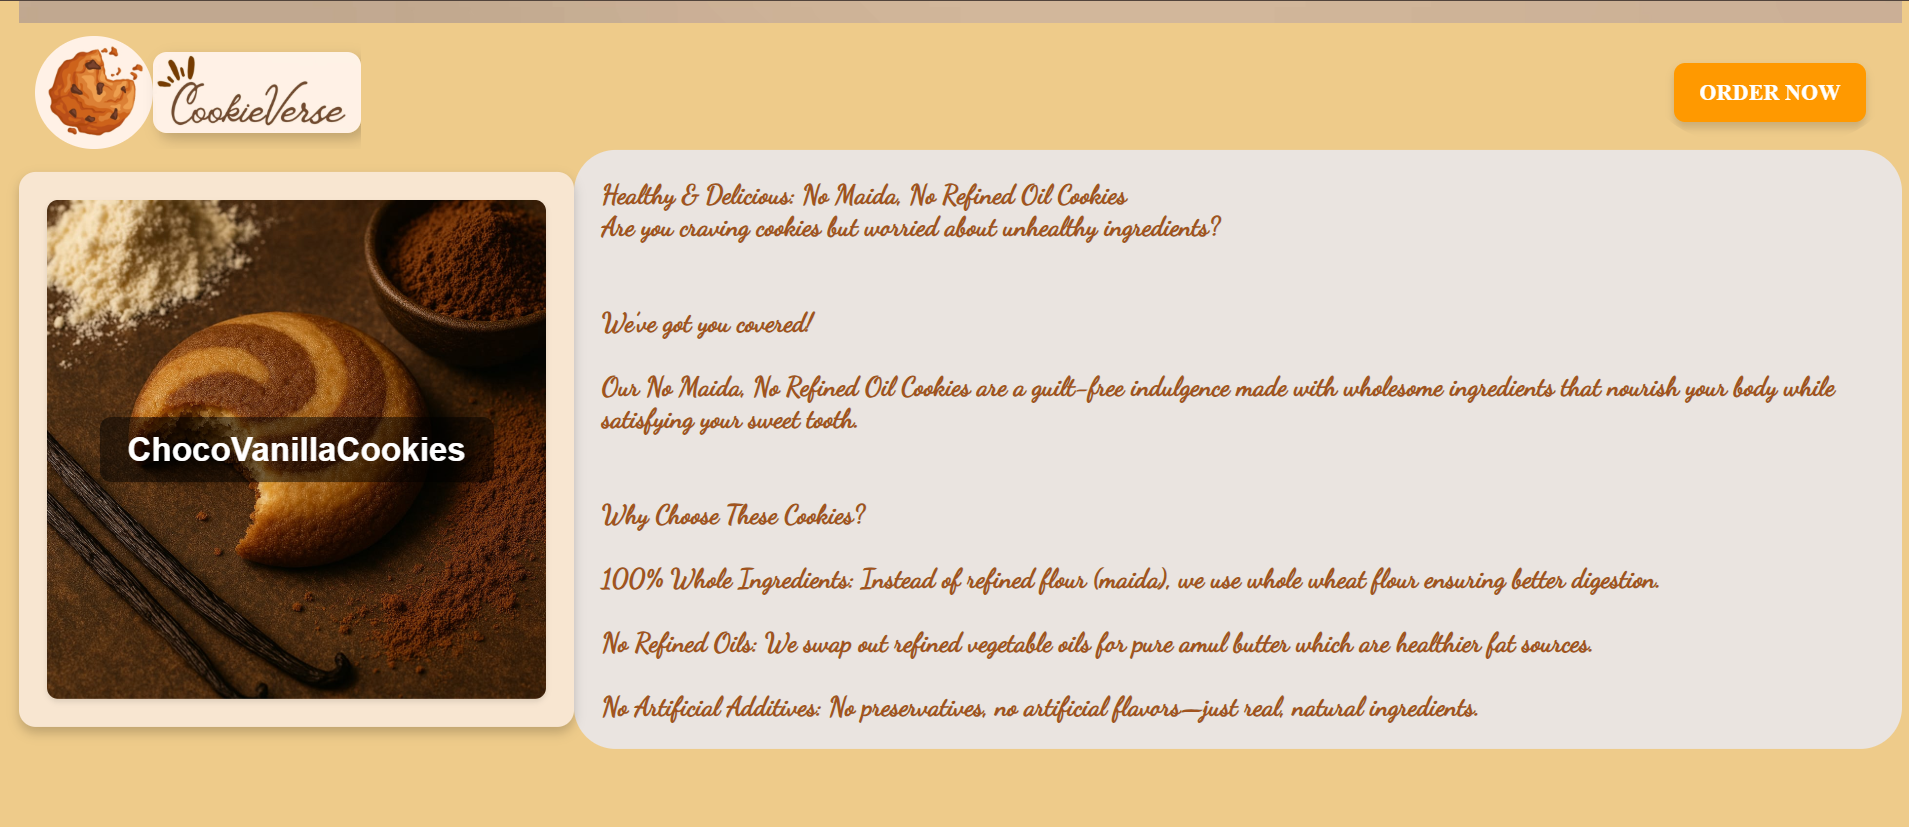 CookieVerse
ORDER NOW
ChocoVanillaCookies
Healthy & Delicious: No Maida, No Refined Oil Cookies
Are you craving cookies but worried about unhealthy ingredients?
We've got you covered!
Our No Maida, No Refined Oil Cookies are a guilt-free indulgence made with wholesome ingredients that nourish your body while
satisfying your sweet tooth.
Why Choose These Cookies?
100% Whole Ingredients: Instead of refined flour (maida), we use whole wheat flour ensuring better digestion.
No Refined Oils: We swap out refined vegetable oils for pure amul butter which are healthier fat sources.
No Artificial Additives: No preservatives, no artificial flavors—just real, natural ingredients.